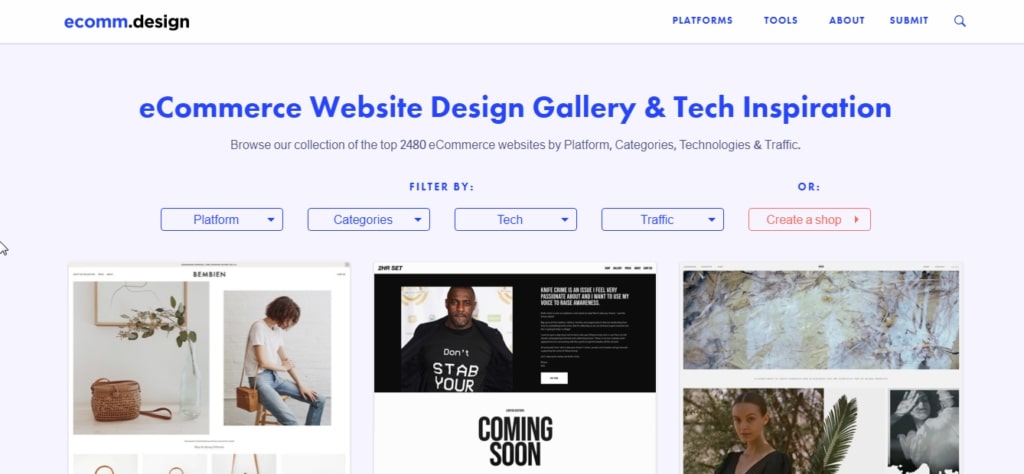 ecomm.design
PLATFORMS TOOLS ABOUT SUBMIT
eCommerce Website Design Gallery & Tech Inspiration
Browse our collection of the top 2480 eCommerce websites by Platform, Categories, Technologies & Traffic.
FILTER BY: OR:
Platform Categories Tech Traffic Create a shop
BEMBIEN
2HR SET
KNIFE CRIME IS AN ISSUE I FEEL VERY
PASSIONATE ABOUT AND I WANT TO USE MY
VOICE TO RAISE AWARENESS.
Don't
STAB
YOUR
COMING
SOON